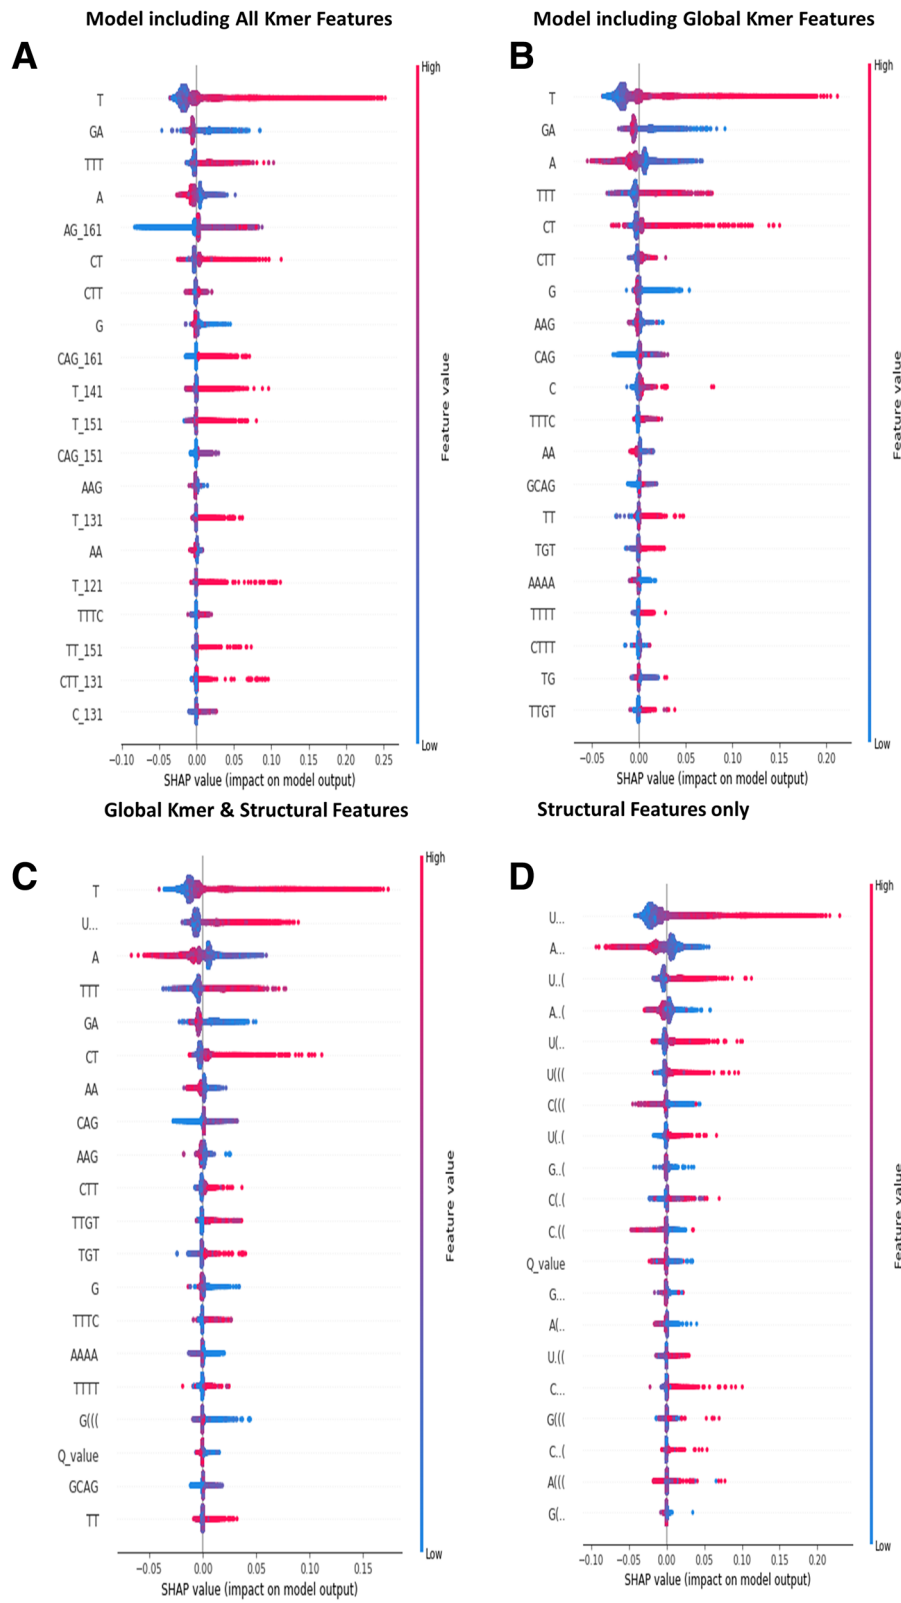 Model including All Kmer Features
A
High
T
GA
TTT
A
AG_161
CT
CTT
G
CAG_161
T_141
T_151
CAG_151
AAG
T_131
AA
T_121
TTTC
TT_151
CTT_131
C_131
Feature value
Low
−0.10 −0.05 0.00 0.05 0.10 0.15 0.20 0.25
SHAP value (impact on model output)
Model including Global Kmer Features
B
High
T
GA
A
TTT
CT
CTT
G
AAG
CAG
C
TTTC
AA
GCAG
TT
TGT
AAAA
TTTT
CTTT
TG
TTGT
Feature value
Low
−0.05 0.00 0.05 0.10 0.15 0.20
SHAP value (impact on model output)
Global Kmer & Structural Features
C
High
T
U...
A
TTT
GA
CT
AA
CAG
AAG
CTT
TTGT
TGT
G
TTTC
AAAA
TTTT
G(((
Q_value
GCAG
TT
Feature value
Low
−0.05 0.00 0.05 0.10 0.15
SHAP value (impact on model output)
Structural Features only
D
High
U...
A...
U..(
A..(
U(..
U(((
C(((
U(.(
G..(
C(.(
C.((
Q_value
G...
A(..
U.((
C...
G(((
C..(
A(((
G(..
Feature value
Low
−0.10 −0.05 0.00 0.05 0.10 0.15 0.20
SHAP value (impact on model output)